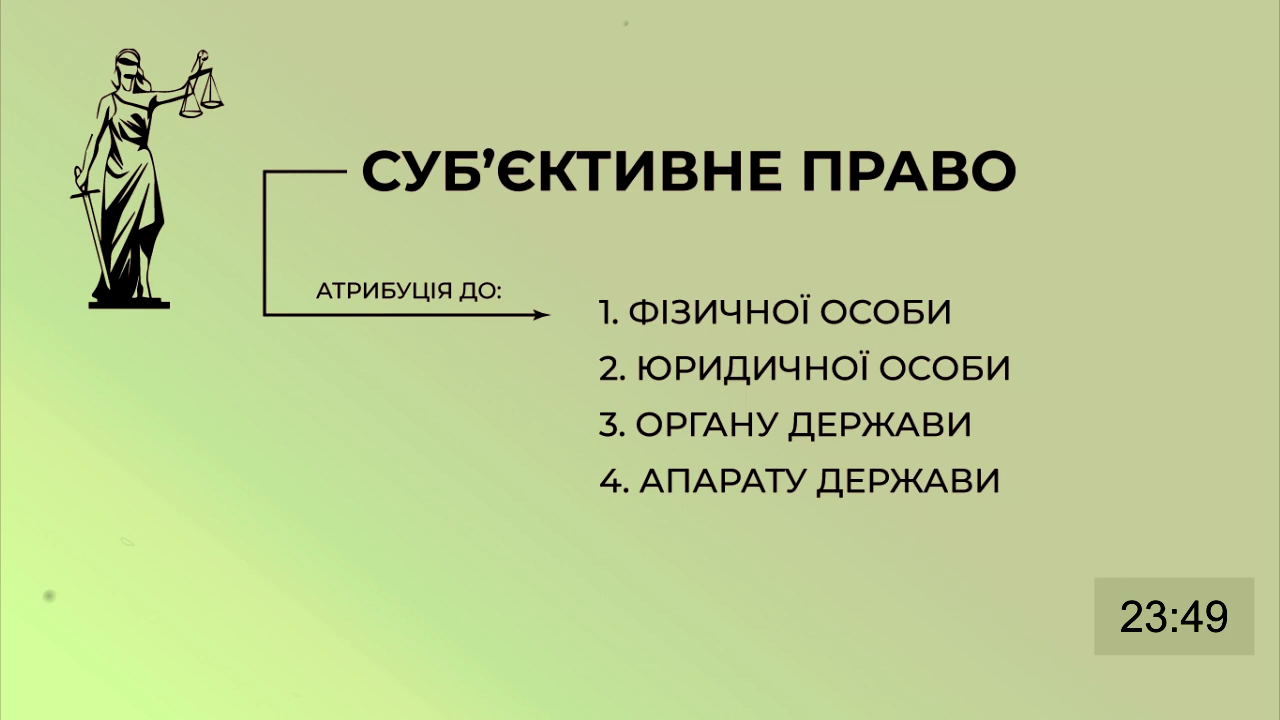 СУБ’ЄКТИВНЕ ПРАВО
АТРИБУЦІЯ ДО:
1. ФІЗИЧНОЇ ОСОБИ
2. ЮРИДИЧНОЇ ОСОБИ
3. ОРГАНУ ДЕРЖАВИ
4. АПАРАТУ ДЕРЖАВИ
23:49